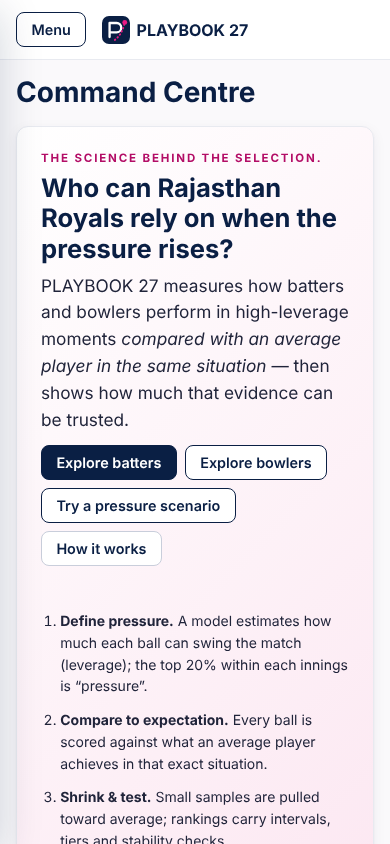 Menu
PLAYBOOK 27
Command Centre
THE SCIENCE BEHIND THE SELECTION.
Who can Rajasthan
Royals rely on when the
pressure rises?
PLAYBOOK 27 measures how batters
and bowlers perform in high-leverage
moments compared with an average
player in the same situation — then
shows how much that evidence can
be trusted.
Explore batters
Explore bowlers
Try a pressure scenario
How it works
1. Define pressure. A model estimates how
much each ball can swing the match
(leverage); the top 20% within each innings
is “pressure”.
2. Compare to expectation. Every ball is
scored against what an average player
achieves in that exact situation.
3. Shrink & test. Small samples are pulled
toward average; rankings carry intervals,
tiers and stability checks.